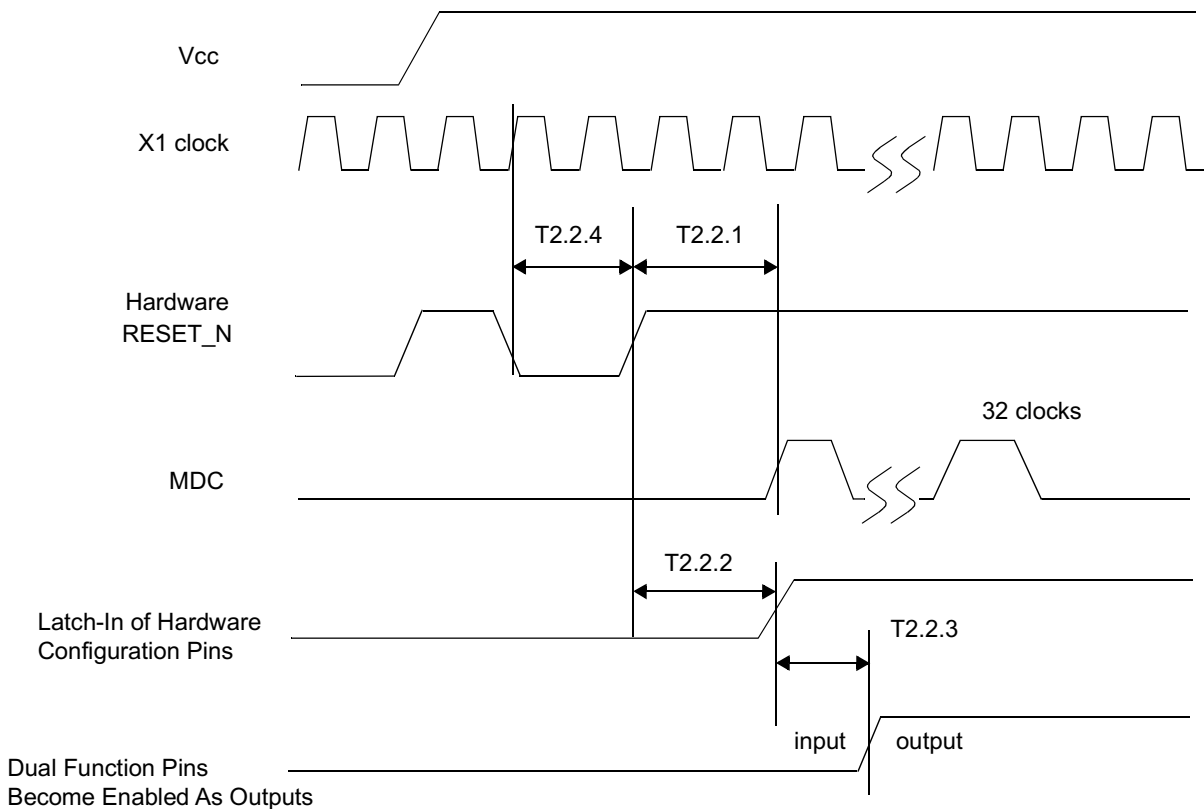 Vcc
X1 clock
T2.2.4
T2.2.1
Hardware
RESET_N
32 clocks
MDC
T2.2.2
Latch-In of Hardware
Configuration Pins
T2.2.3
input
output
Dual Function Pins
Become Enabled As Outputs